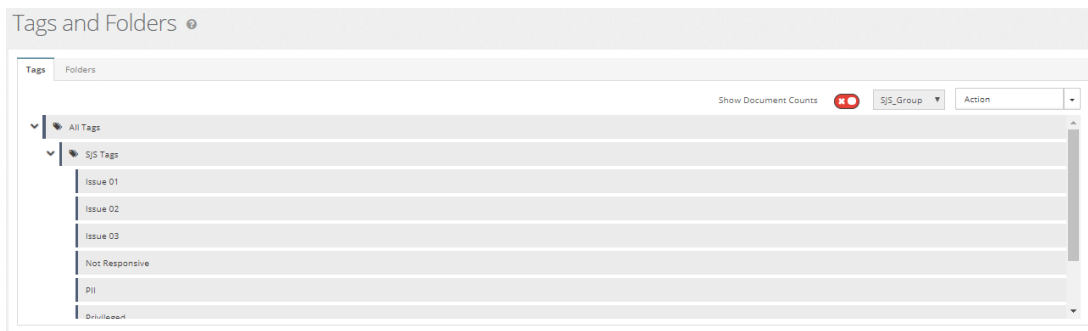 Tags and Folders
Tags Folders
Show Document Counts SJS_Group Action
All Tags
SJS Tags
Issue 01
Issue 02
Issue 03
Not Responsive
PII
Privileged